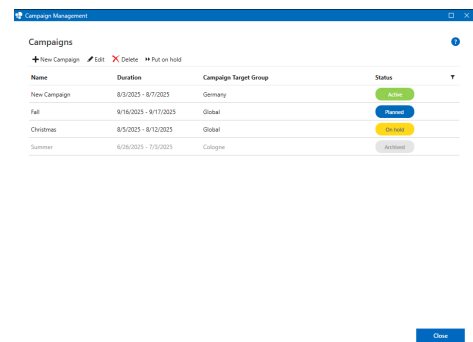 Campaign Management
Campaigns
New Campaign Edit Delete Put on hold
Name Duration Campaign Target Group Status
New Campaign 8/3/2025 - 8/7/2025 Germany Active
Fall 9/16/2025 - 9/17/2025 Global Planned
Christmas 8/5/2025 - 8/12/2025 Global On hold
Summer 6/26/2025 - 7/3/2025 Cologne Archived
Close